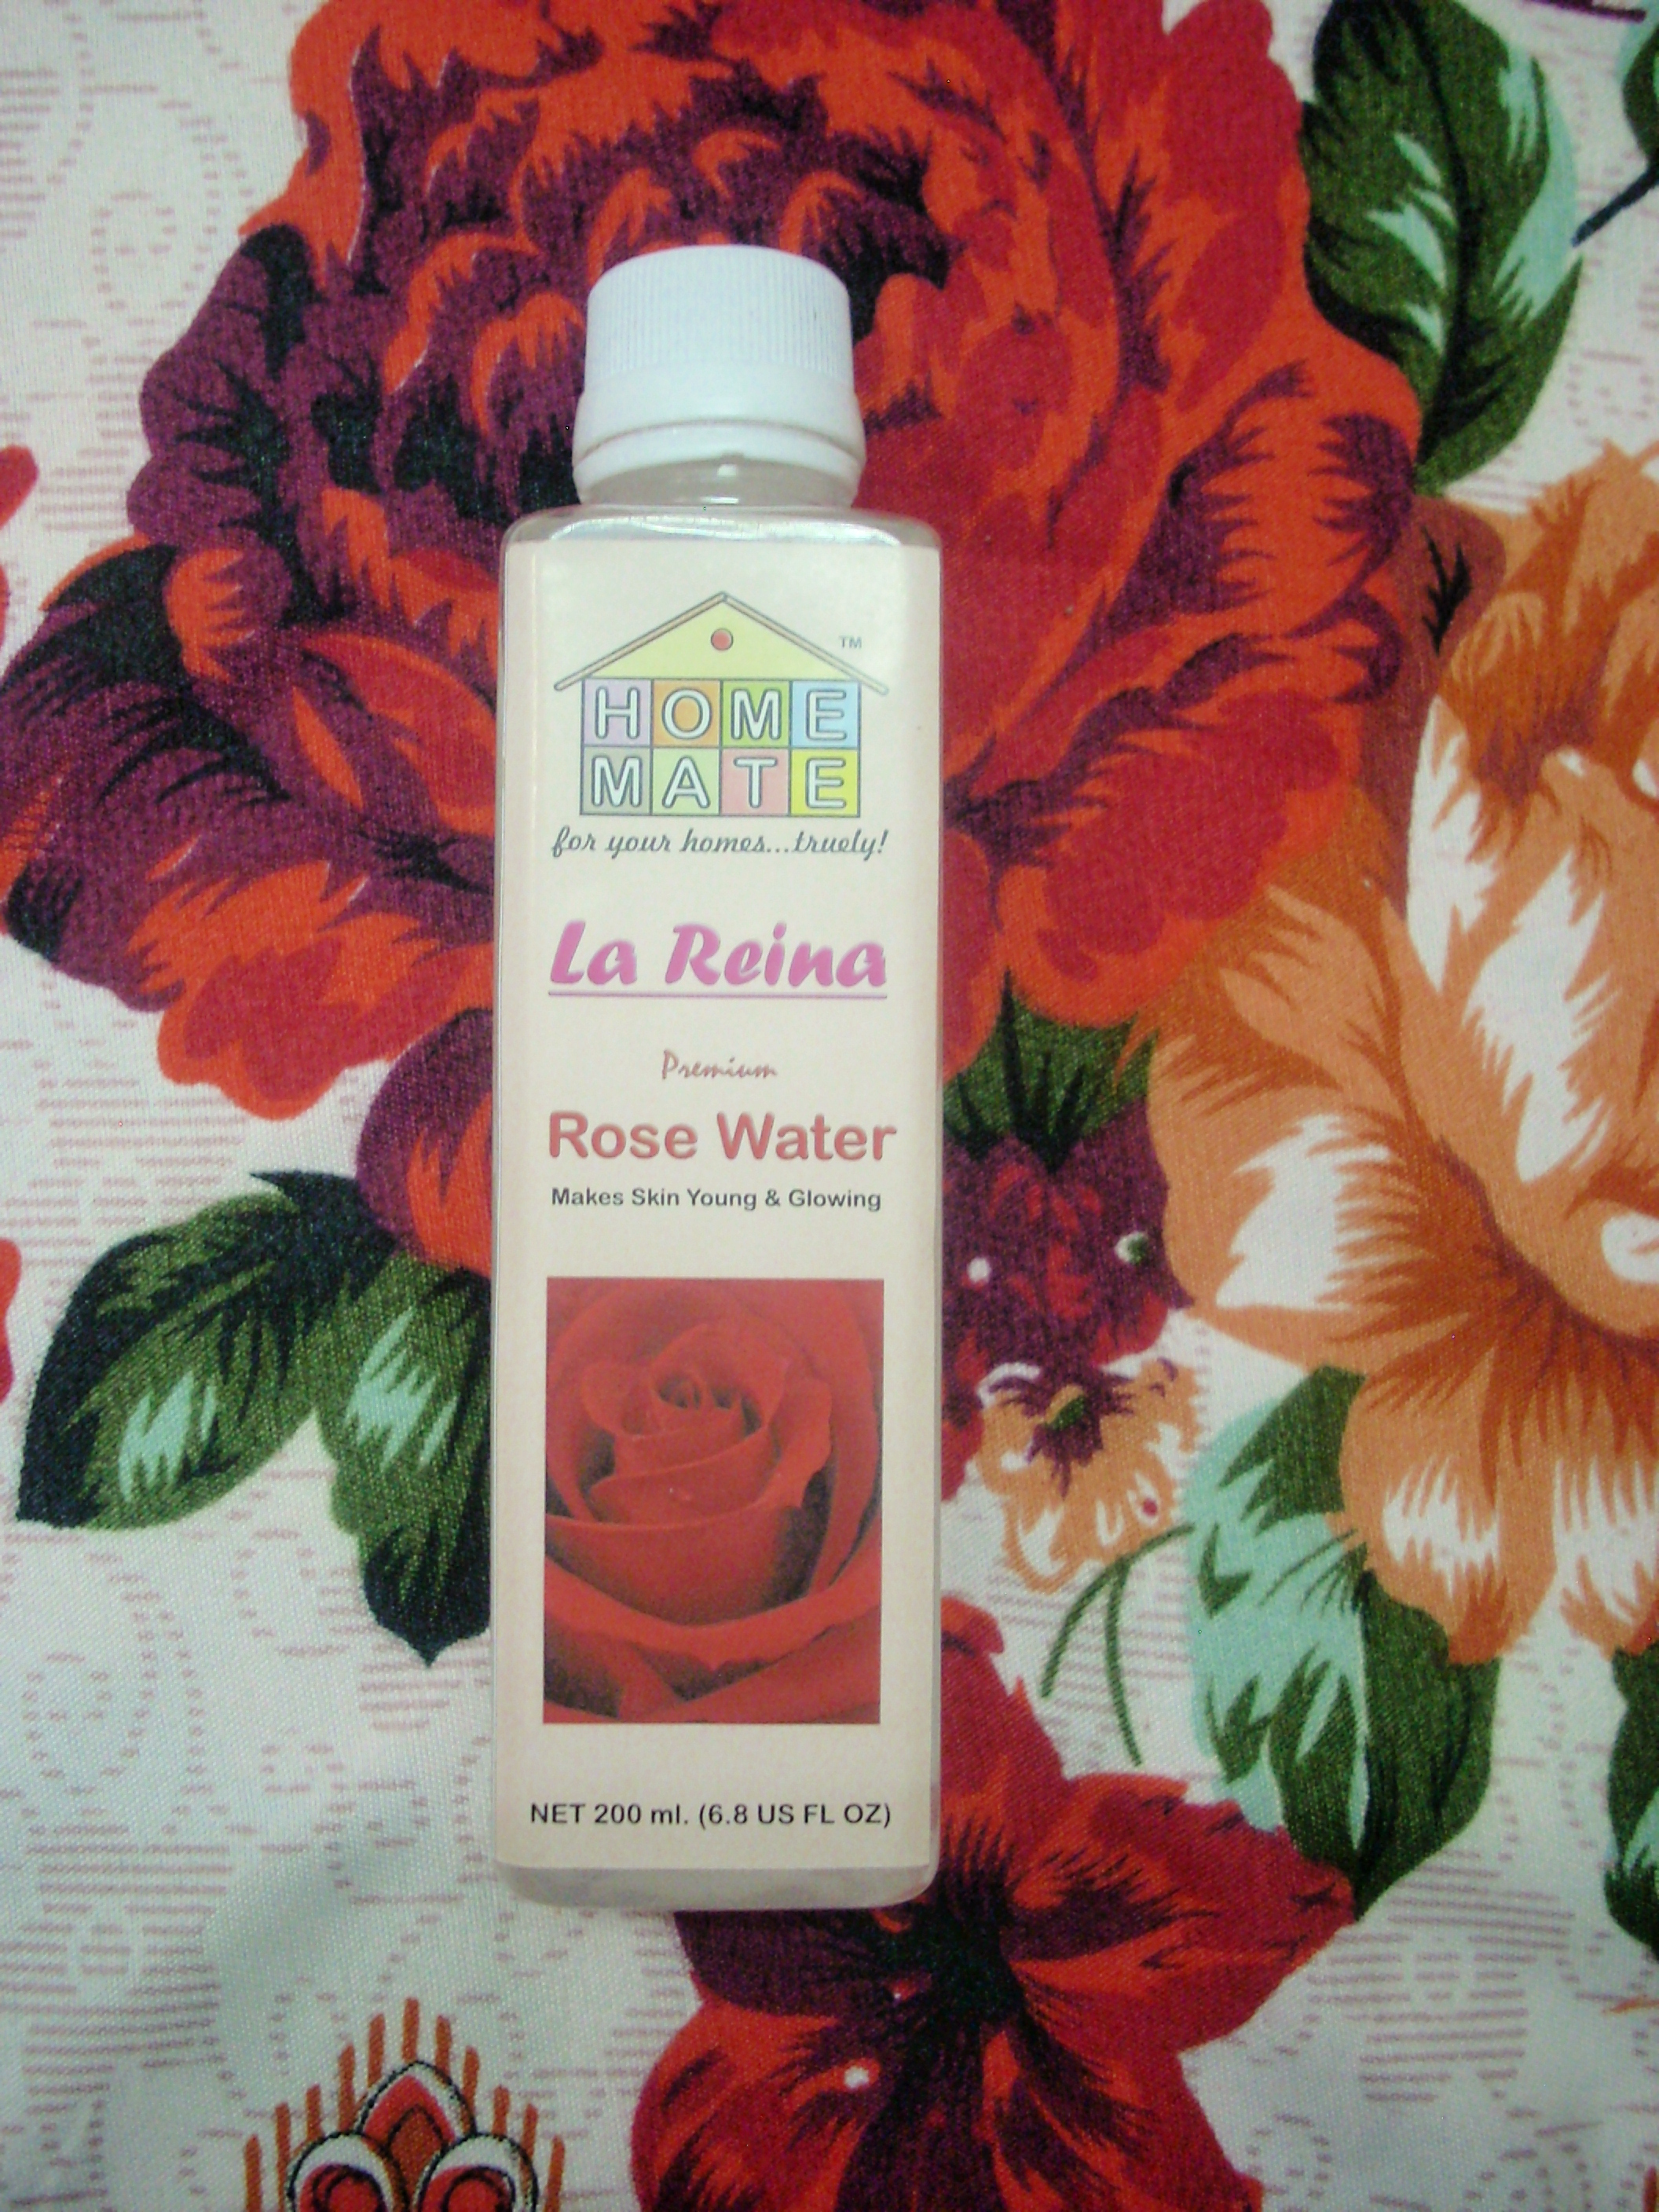 TM
HOME
MATE
for your homes...truely!
La Reina
Premium
Rose Water
Makes Skin Young & Glowing
NET 200 ml. (6.8 US FL OZ)